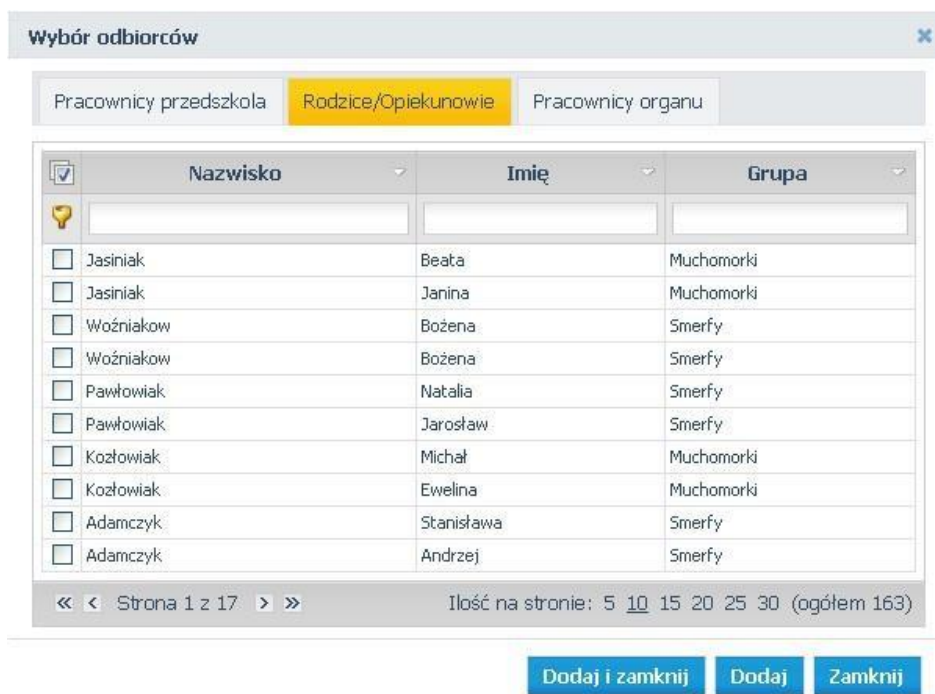 Wybór odbiorców
Pracownicy przedszkola Rodzice/Opiekunowie Pracownicy organu
Nazwisko Imię Grupa
Jasiniak Beata Muchomorki
Jasiniak Janina Muchomorki
Woźniakow Bożena Smerfy
Woźniakow Bożena Smerfy
Pawłowiak Natalia Smerfy
Pawłowiak Jarosław Smerfy
Kozłowiak Michał Muchomorki
Kozłowiak Ewelina Muchomorki
Adamczyk Stanisława Smerfy
Adamczyk Andrzej Smerfy
Strona 1 z 17 Ilość na stronie: 5 10 15 20 25 30 (ogółem 163)
Dodaj i zamknij Dodaj Zamknij